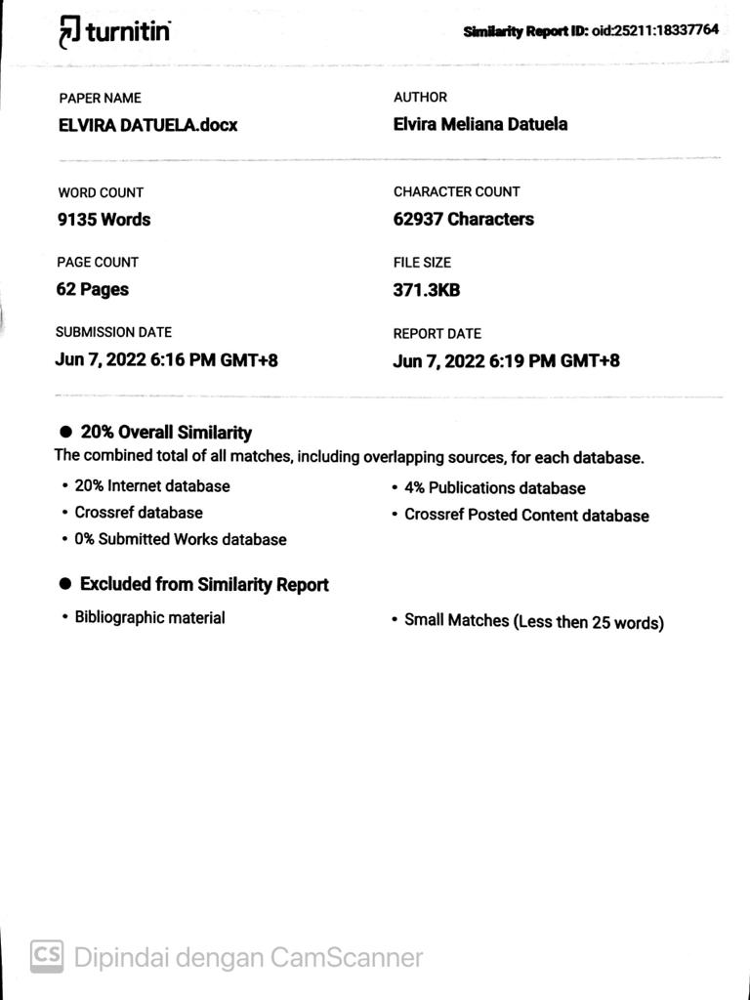 turnitin
Similarity Report ID: oid:25211:18337764
PAPER NAME
ELVIRA DATUELA.docx
AUTHOR
Elvira Meliana Datuela
WORD COUNT
9135 Words
CHARACTER COUNT
62937 Characters
PAGE COUNT
62 Pages
FILE SIZE
371.3KB
SUBMISSION DATE
Jun 7, 2022 6:16 PM GMT+8
REPORT DATE
Jun 7, 2022 6:19 PM GMT+8
● 20% Overall Similarity
The combined total of all matches, including overlapping sources, for each database.
• 20% Internet database
• 4% Publications database
• Crossref database
• Crossref Posted Content database
• 0% Submitted Works database
● Excluded from Similarity Report
• Bibliographic material
• Small Matches (Less then 25 words)
CS Dipindai dengan CamScanner